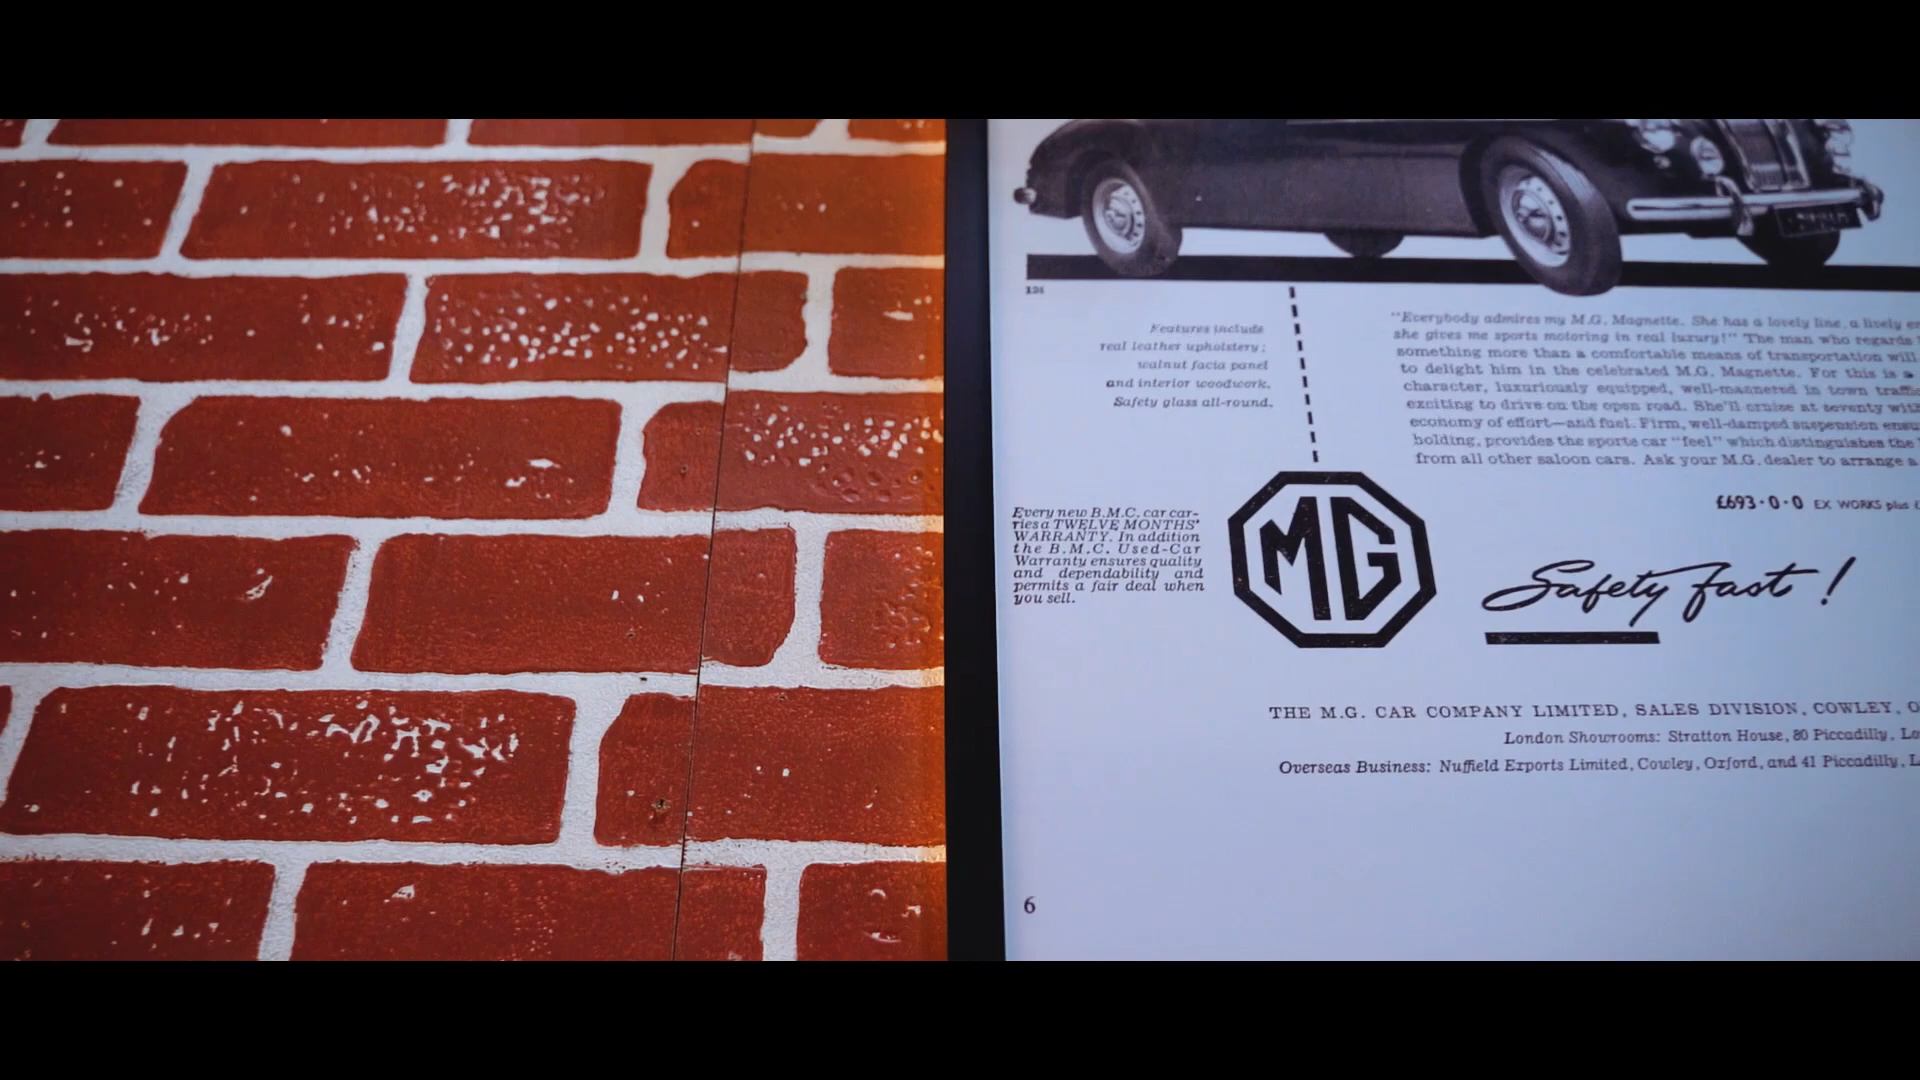 124
Features include
real leather upholstery;
walnut facia panel
and interior woodwork.
Safety glass all-round.
"Everybody admires my M.G. Magnette. She has a lovely line, a lively
she gives me sports motoring in real luxury!" The man who regards
something more than a comfortable means of transportation will
to delight him in the celebrated M.G. Magnette. For this is a
character, luxuriously equipped, well-mannered in town traffic
exciting to drive on the open road. She'll cruise at seventy with
economy of effort—and fuel. Firm, well-damped suspension
holding, provides the sports car "feel" which distinguishes the
from all other saloon cars. Ask your M.G. dealer to arrange a
£693·0·0 EX WORKS plus £
Every new B.M.C. car car-
ries a TWELVE MONTHS'
WARRANTY. In addition
the B.M.C. Used-Car
Warranty ensures quality
and dependability and
permits a fair deal when
you sell.
MG
Safety fast!
THE M.G. CAR COMPANY LIMITED, SALES DIVISION, COWLEY, O
London Showrooms: Stratton House, 80 Piccadilly, Lo
Overseas Business: Nuffield Exports Limited, Cowley, Oxford, and 41 Piccadilly, L
6